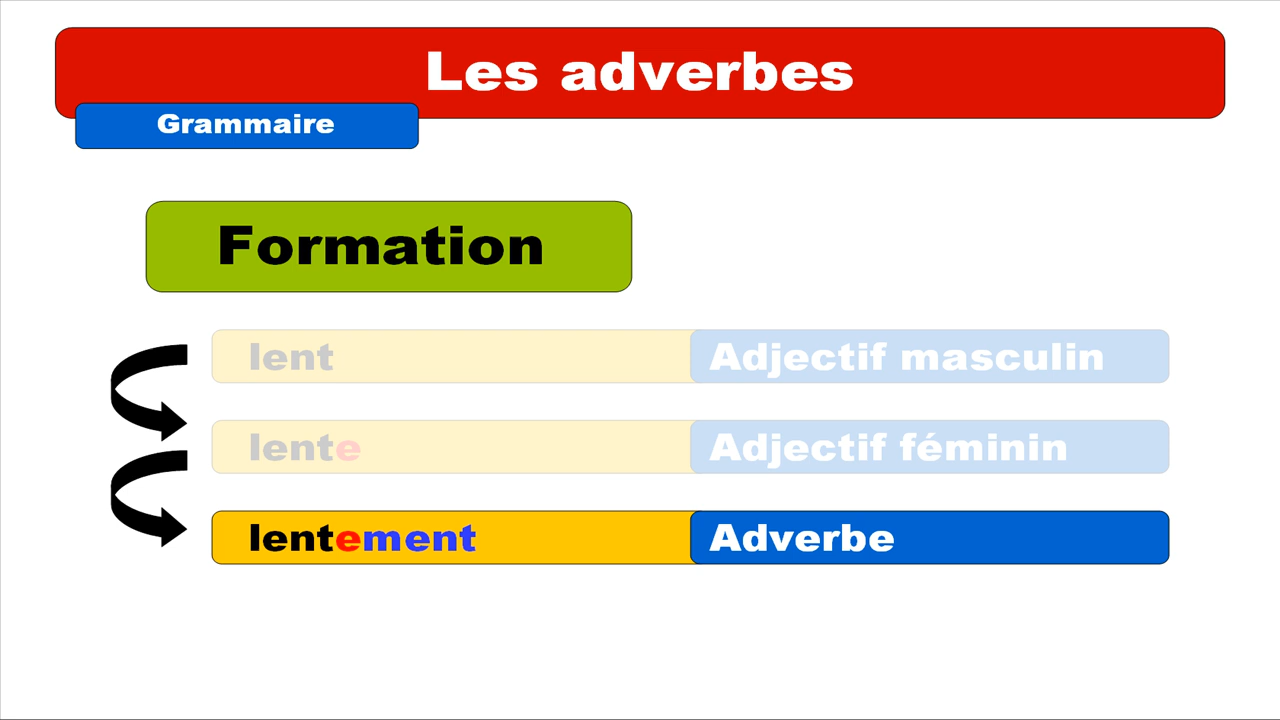 Les adverbes
Grammaire
Formation
lent Adjectif masculin
lente Adjectif féminin
lentement Adverbe